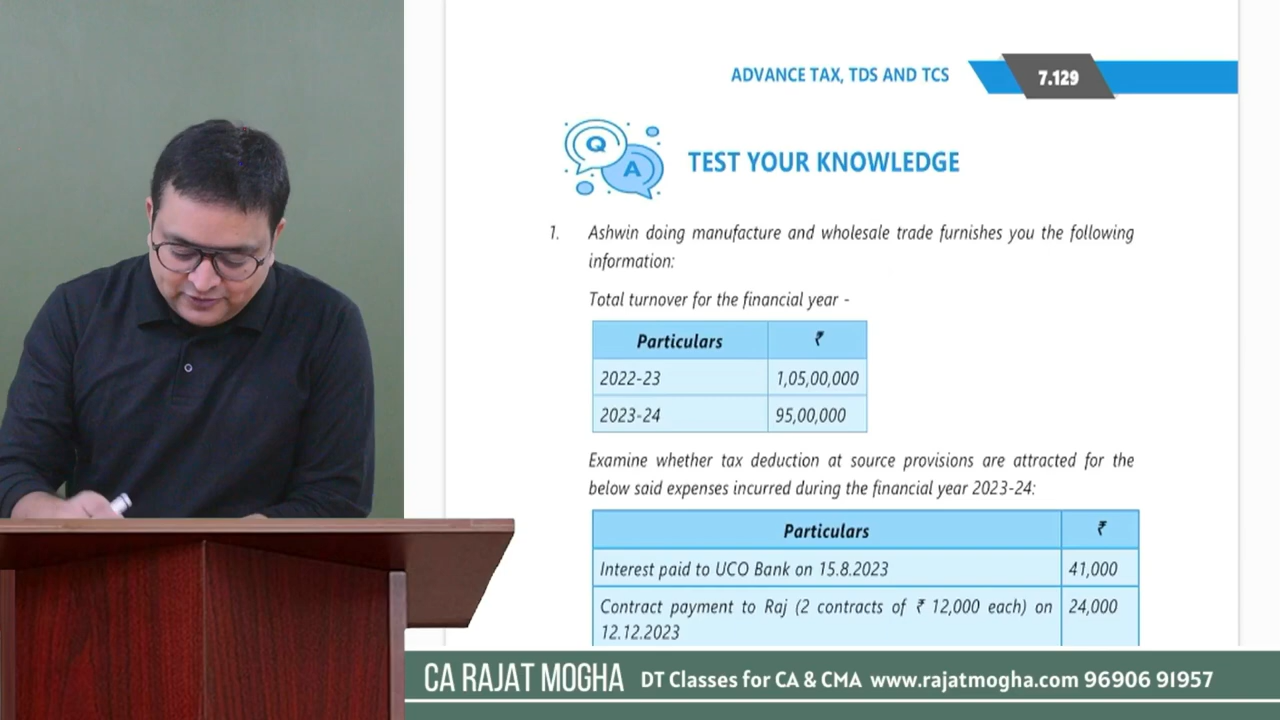 ADVANCE TAX, TDS AND TCS 7.129
Q
A
TEST YOUR KNOWLEDGE
1. Ashwin doing manufacture and wholesale trade furnishes you the following
information:
Total turnover for the financial year -
Particulars ₹
2022-23 1,05,00,000
2023-24 95,00,000
Examine whether tax deduction at source provisions are attracted for the
below said expenses incurred during the financial year 2023-24:
Particulars ₹
Interest paid to UCO Bank on 15.8.2023 41,000
Contract payment to Raj (2 contracts of ₹ 12,000 each) on 24,000
12.12.2023
CA RAJAT MOGHA DT Classes for CA & CMA www.rajatmogha.com 96906 91957